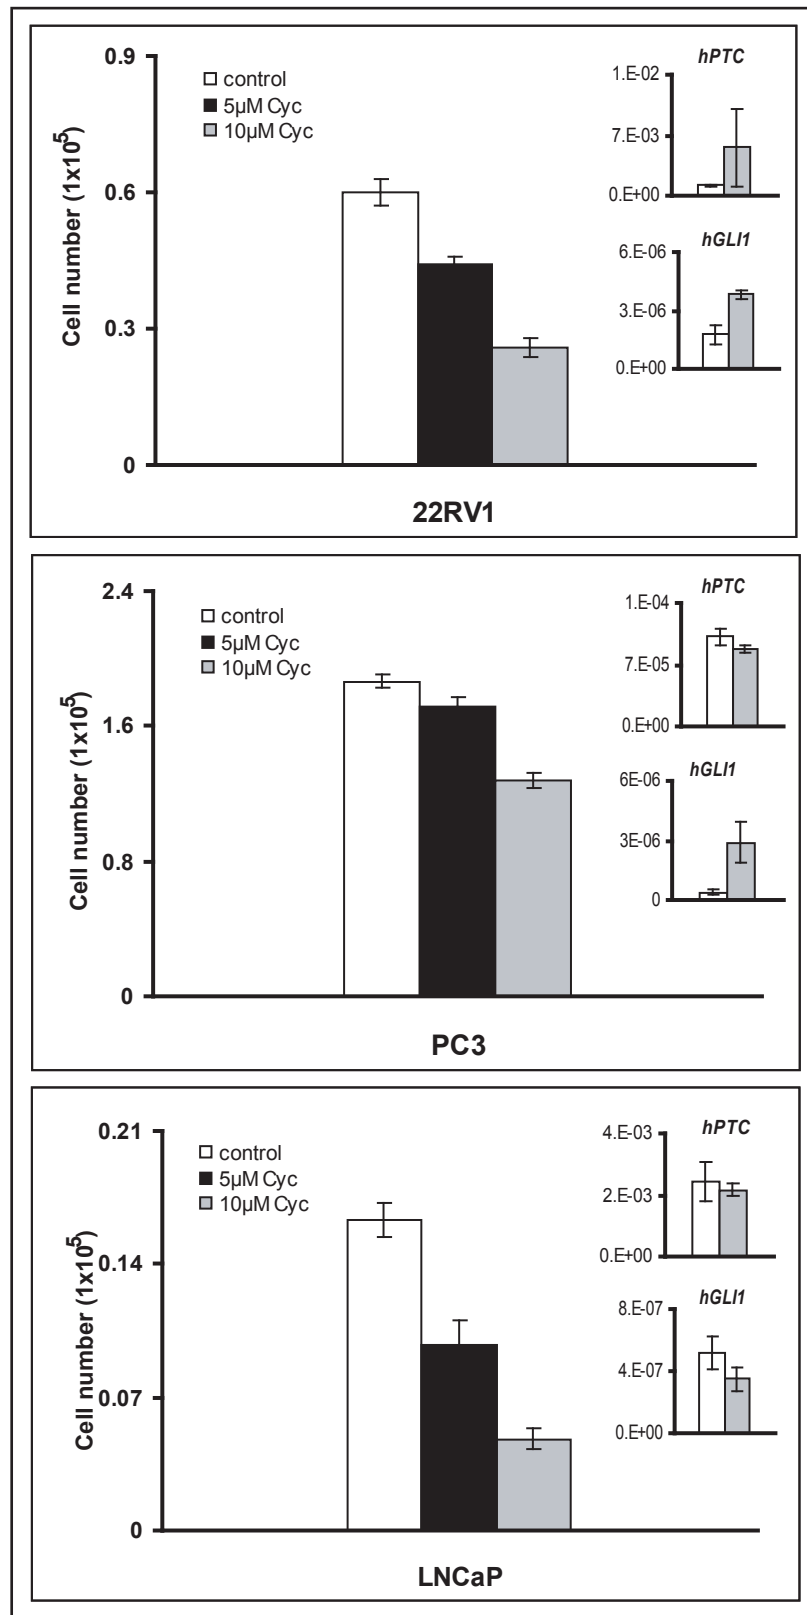 0.9
0.6
0.3
0
Cell number (1x10⁵)
control
5µM Cyc
10µM Cyc
hPTC
1.E-02
7.E-03
0.E+00
hGLI1
6.E-06
3.E-06
0.E+00
22RV1
2.4
1.6
0.8
0
Cell number (1x10⁵)
control
5µM Cyc
10µM Cyc
hPTC
1.E-04
7.E-05
0.E+00
hGLI1
6E-06
3E-06
0
PC3
0.21
0.14
0.07
0
Cell number (1x10⁵)
control
5µM Cyc
10µM Cyc
hPTC
4.E-03
2.E-03
0.E+00
hGLI1
8.E-07
4.E-07
0.E+00
LNCaP